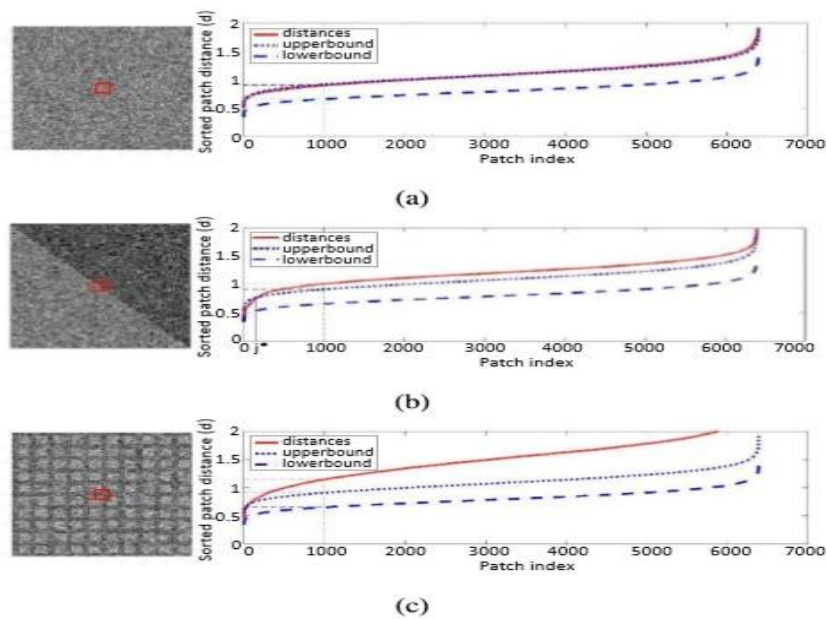 Sorted patch distance (d)
2
1.5
1
0.5
0
distances
upperbound
lowerbound
0 1000 2000 3000 4000 5000 6000 7000
Patch index
(a)
Sorted patch distance (d)
2
1.5
1
0.5
0
distances
upperbound
lowerbound
0 j* 1000 2000 3000 4000 5000 6000 7000
Patch index
(b)
Sorted patch distance (d)
2
1.5
1
0.5
0
distances
upperbound
lowerbound
0 1000 2000 3000 4000 5000 6000 7000
Patch index
(c)